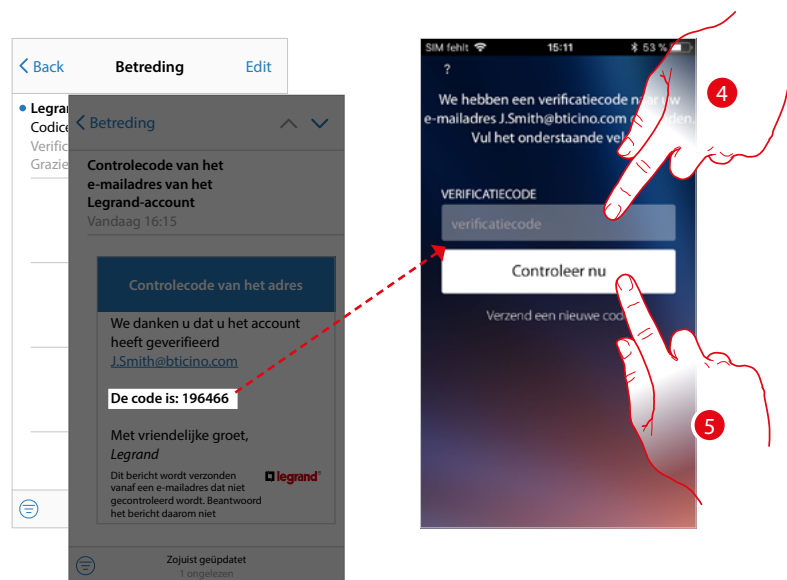 Back Betreding Edit
Legra
Codice
Verific
Grazie
Betreding
Controlecode van het
e-mailadres van het
Legrand-account
Vandaag 16:15
Controlecode van het adres
We danken u dat u het account
heeft geverifieerd
J.Smith@bticino.com
De code is: 196466
Met vriendelijke groet,
Legrand
Dit bericht wordt verzonden
vanaf een e-mailadres dat niet
gecontroleerd wordt. Beantwoord
het bericht daarom niet
legrand®
Zojuist geüpdatet
1 ongelezen
SIM fehlt 15:11 53 %
?
We hebben een verificatiecode naar uw
e-mailadres J.Smith@bticino.com
Vul het onderstaande
VERIFICATIECODE
verificatiecode
Controleer nu
Verzend een nieuwe cod
4
5